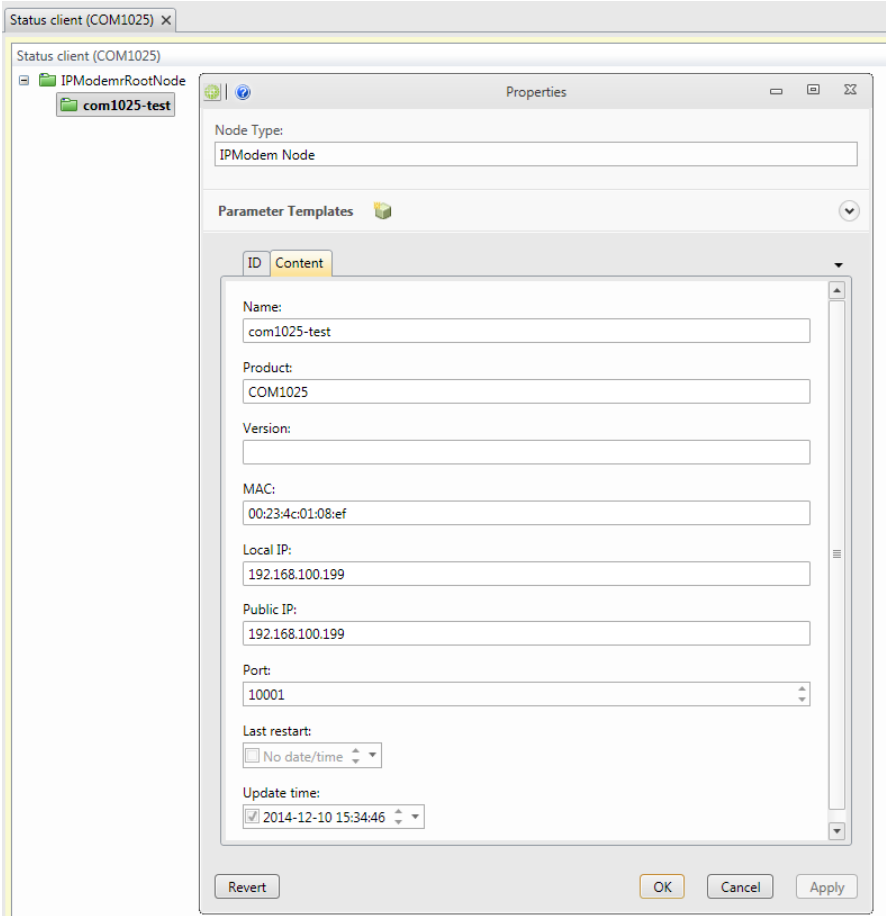 Status client (COM1025)
Status client (COM1025)
IPModemrRootNode
com1025-test
Properties
Node Type:
IPModem Node
Parameter Templates
ID Content
Name:
com1025-test
Product:
COM1025
Version:
MAC:
00:23:4c:01:08:ef
Local IP:
192.168.100.199
Public IP:
192.168.100.199
Port:
10001
Last restart:
No date/time
Update time:
2014-12-10 15:34:46
Revert OK Cancel Apply